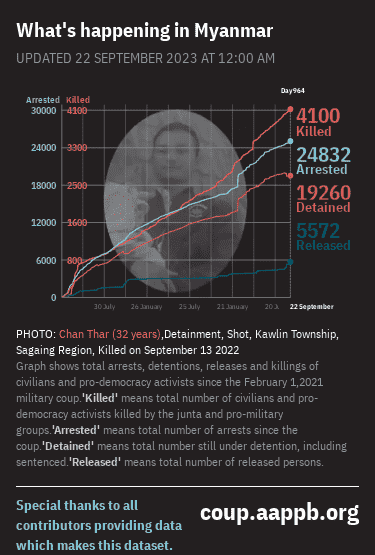 What's happening in Myanmar
UPDATED 22 SEPTEMBER 2023 AT 12:00 AM
Day964
Arrested Killed
30000 4100
24000 3300
18000 2500
12000 1600
6000 800
0
4100
Killed
24832
Arrested
19260
Detained
5572
Released
30 July 26 January 25 July 21 January 20 J 22 September
PHOTO: Chan Thar (32 years),Detainment, Shot, Kawlin Township,
Sagaing Region, Killed on September 13 2022
Graph shows total arrests, detentions, releases and killings of
civilians and pro-democracy activists since the February 1,2021
military coup.'Killed' means total number of civilians and pro-
democracy activists killed by the junta and pro-military
groups.'Arrested' means total number of arrests since the
coup.'Detained' means total number still under detention, including
sentenced.'Released' means total number of released persons.
Special thanks to all
contributors providing data
which makes this dataset.
coup.aappb.org